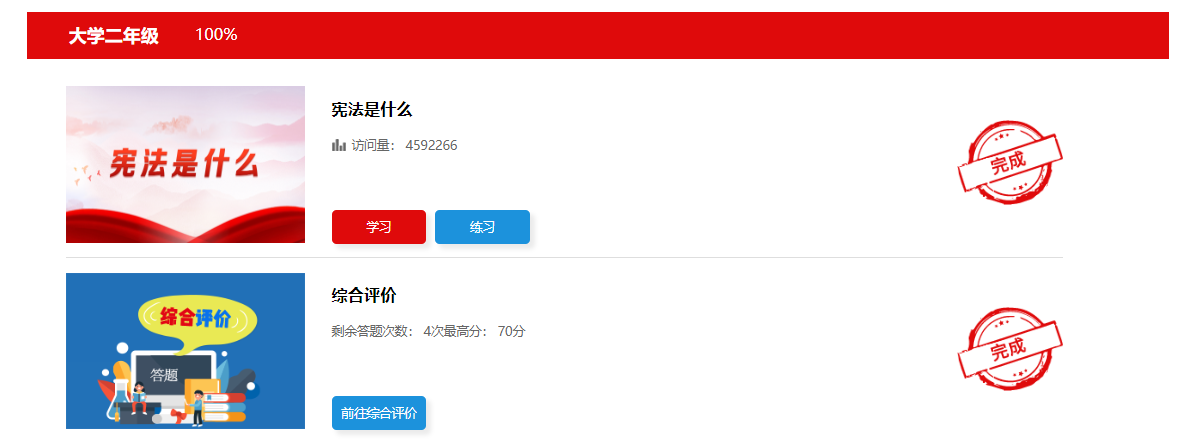 大学二年级 100%
宪法是什么
宪法是什么
访问量： 4592266
完成
学习 练习
综合评价
答题
综合评价
剩余答题次数： 4次最高分： 70分
完成
前往综合评价